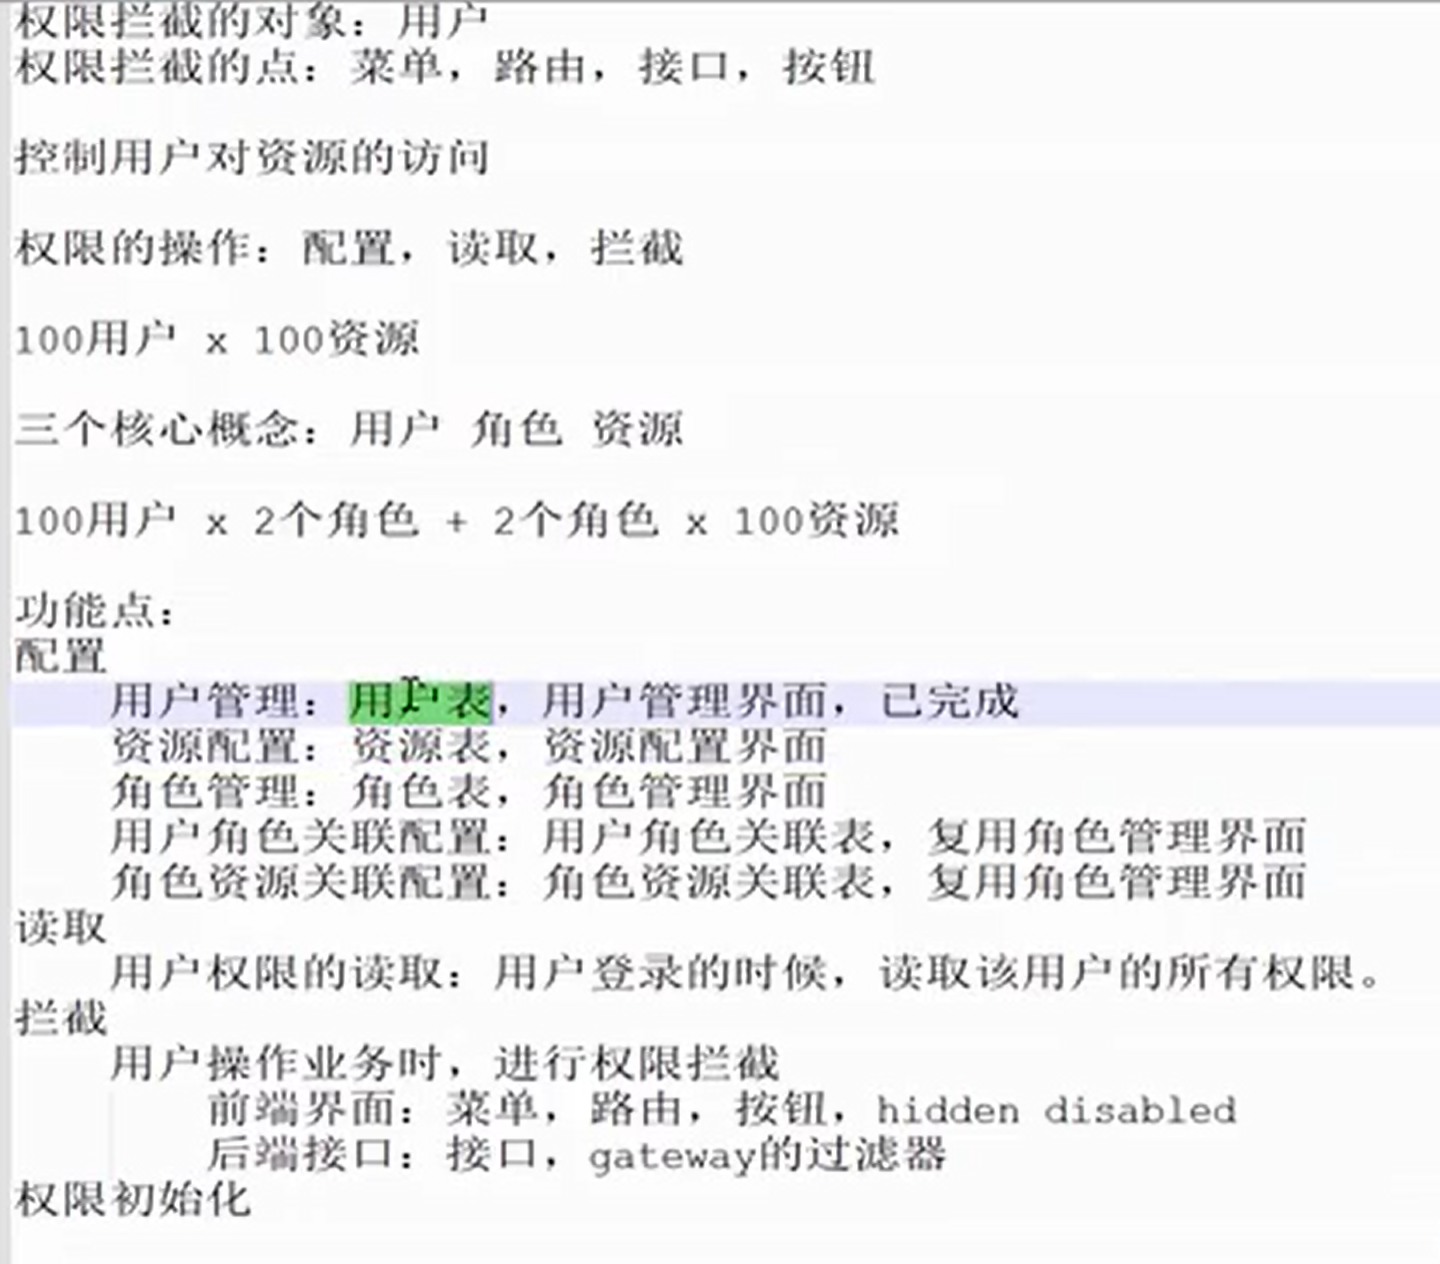 权限拦截的对象：用户
权限拦截的点：菜单，路由，接口，按钮
控制用户对资源的访问
权限的操作：配置，读取，拦截
100用户 x 100资源
三个核心概念：用户 角色 资源
100用户 x 2个角色 + 2个角色 x 100资源
功能点：
配置
用户管理：用户表，用户管理界面，已完成
资源配置：资源表，资源配置界面
角色管理：角色表，角色管理界面
用户角色关联配置：用户角色关联表，复用角色管理界面
角色资源关联配置：角色资源关联表，复用角色管理界面
读取
用户权限的读取：用户登录的时候，读取该用户的所有权限。
拦截
用户操作业务时，进行权限拦截
前端界面：菜单，路由，按钮，hidden disabled
后端接口：接口，gateway的过滤器
权限初始化